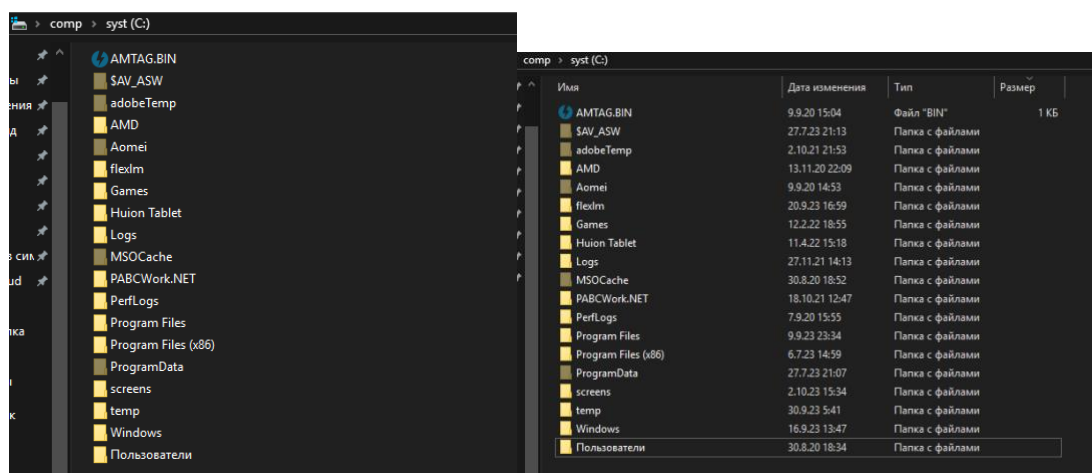 comp > syst (C:)
AMTAG.BIN
$AV_ASW
ы
adobeTemp
ения
AMD
д
Aomei
flexlm
Games
Huion Tablet
Logs
MSOCache
в сим
PABCWork.NET
ud
PerfLogs
Program Files
лка
Program Files (x86)
ProgramData
screens
temp
к
Windows
Пользователи
comp > syst (C:)
Имя Дата изменения Тип Размер
AMTAG.BIN 9.9.20 15:04 Файл "BIN" 1 КБ
$AV_ASW 27.7.23 21:13 Папка с файлами
adobeTemp 2.10.21 21:53 Папка с файлами
AMD 13.11.20 22:09 Папка с файлами
Aomei 9.9.20 14:53 Папка с файлами
flexlm 20.9.23 16:59 Папка с файлами
Games 12.2.22 18:55 Папка с файлами
Huion Tablet 11.4.22 15:18 Папка с файлами
Logs 27.11.21 14:13 Папка с файлами
MSOCache 30.8.20 18:52 Папка с файлами
PABCWork.NET 18.10.21 12:47 Папка с файлами
PerfLogs 7.9.20 15:55 Папка с файлами
Program Files 9.9.23 23:34 Папка с файлами
Program Files (x86) 6.7.23 14:59 Папка с файлами
ProgramData 27.7.23 21:07 Папка с файлами
screens 2.10.23 15:34 Папка с файлами
temp 30.9.23 5:41 Папка с файлами
Windows 16.9.23 13:47 Папка с файлами
Пользователи 30.8.20 18:34 Папка с файлами